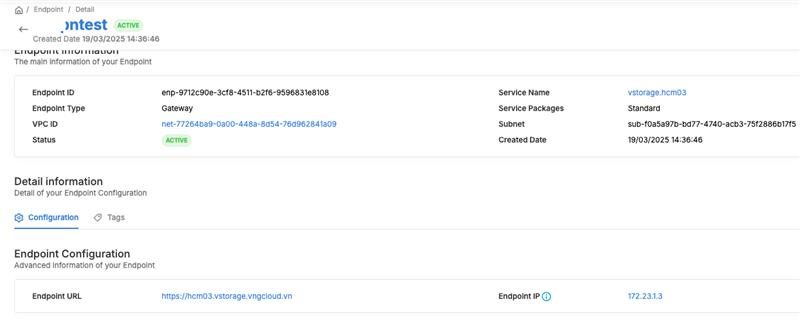 Endpoint / Detail
ACTIVE
Created Date 19/03/2025 14:36:46
Endpoint Information
The main information of your Endpoint
Endpoint ID enp-9712c90e-3cf8-4511-b2f6-9596831e8108 Service Name vstorage.hcm03
Endpoint Type Gateway Service Packages Standard
VPC ID net-77264ba9-0a00-448a-8d54-76d962841a09 Subnet sub-f0a5a97b-bd77-4740-acb3-75f2886b17f5
Status ACTIVE Created Date 19/03/2025 14:36:46
Detail information
Detail of your Endpoint Configuration
Configuration Tags
Endpoint Configuration
Advanced information of your Endpoint
Endpoint URL https://hcm03.vstorage.vngcloud.vn Endpoint IP 172.23.1.3